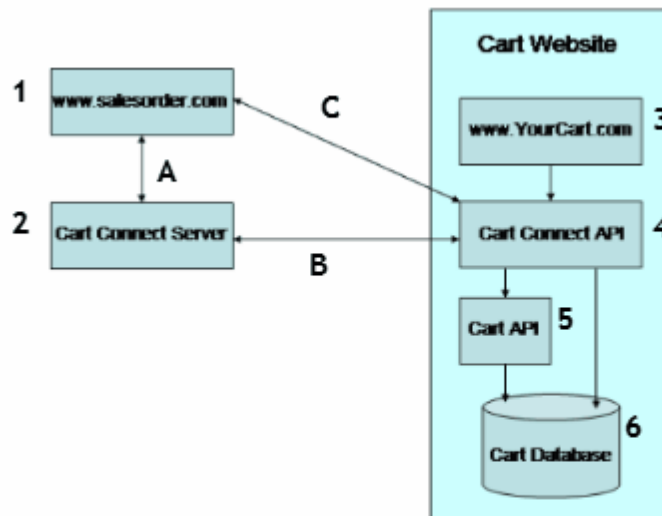 Cart Website
1
www.salesorder.com
C
www.YourCart.com
3
A
2
Cart Connect Server
B
Cart Connect API
4
Cart API
5
6
Cart Database